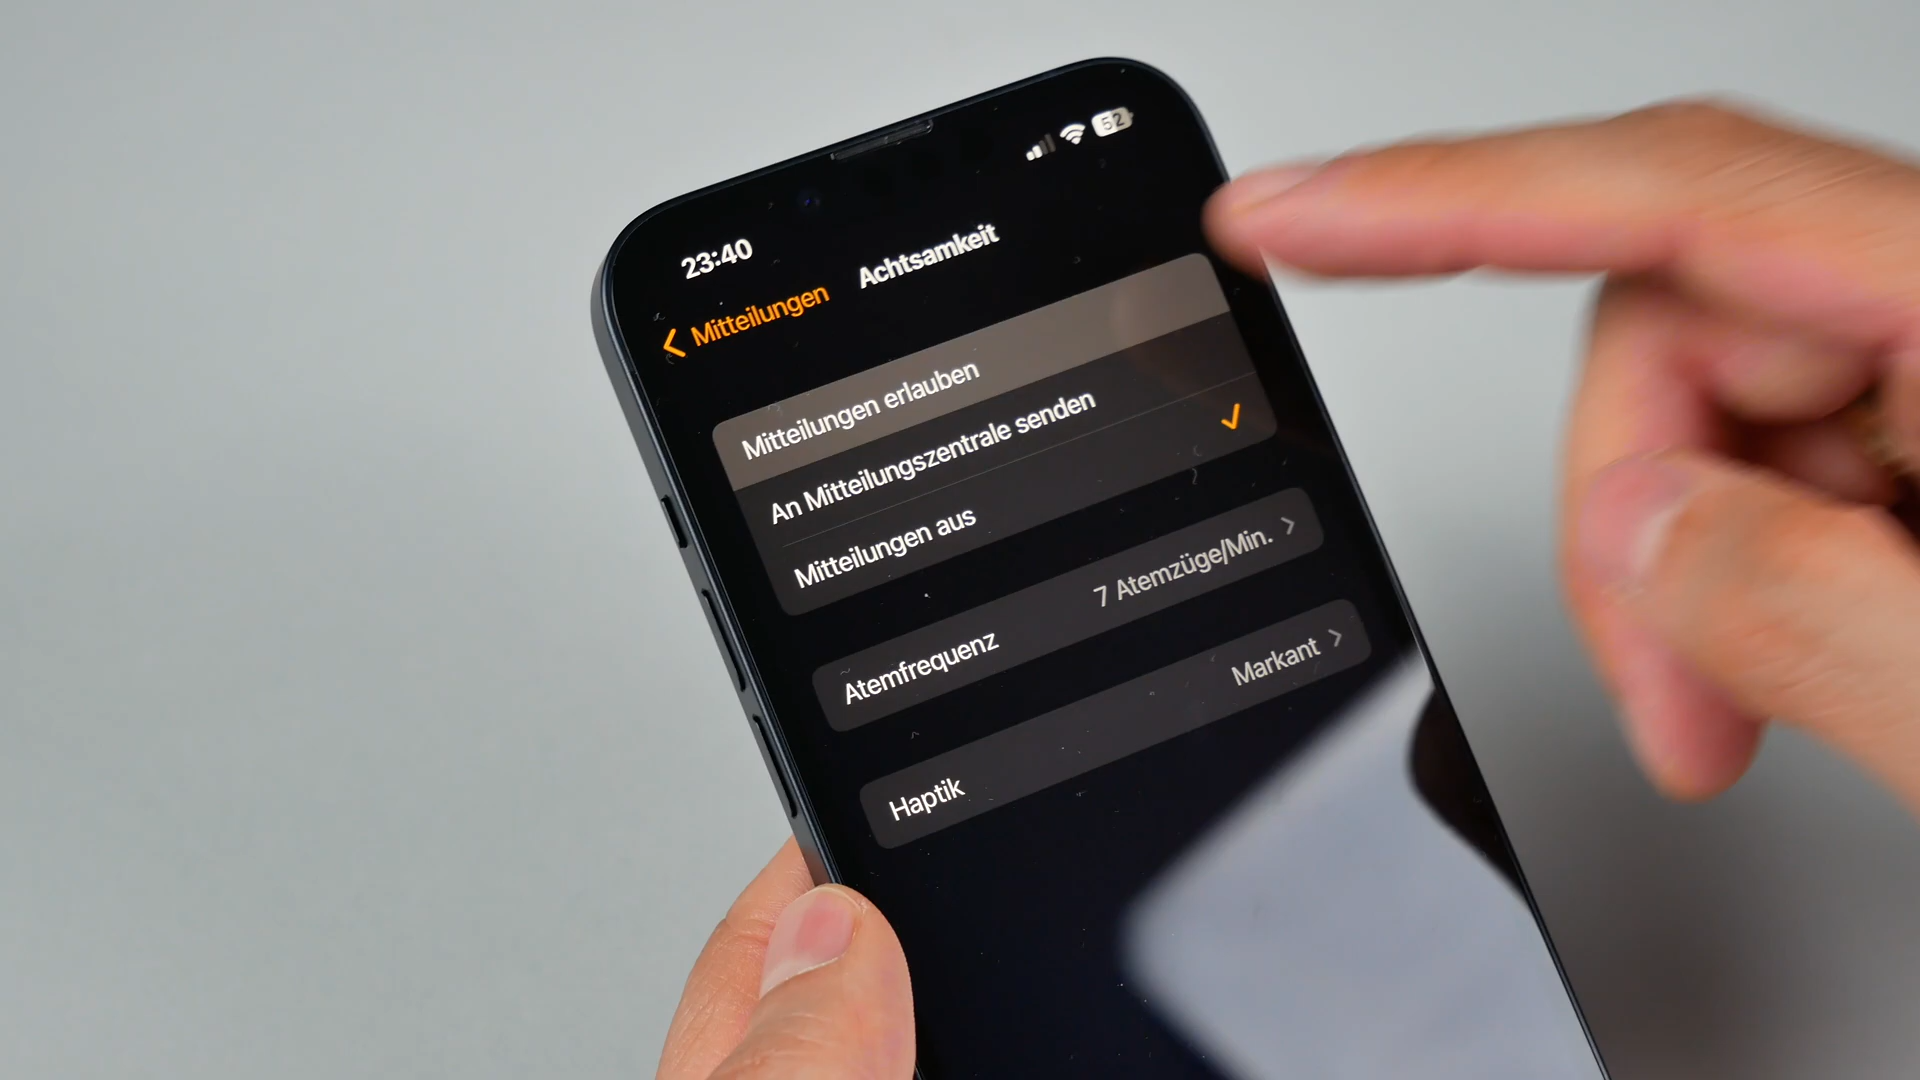 23:40
52
Mitteilungen
Achtsamkeit
Mitteilungen erlauben
An Mitteilungszentrale senden
Mitteilungen aus
Atemfrequenz 7 Atemzüge/Min.
Haptik Markant